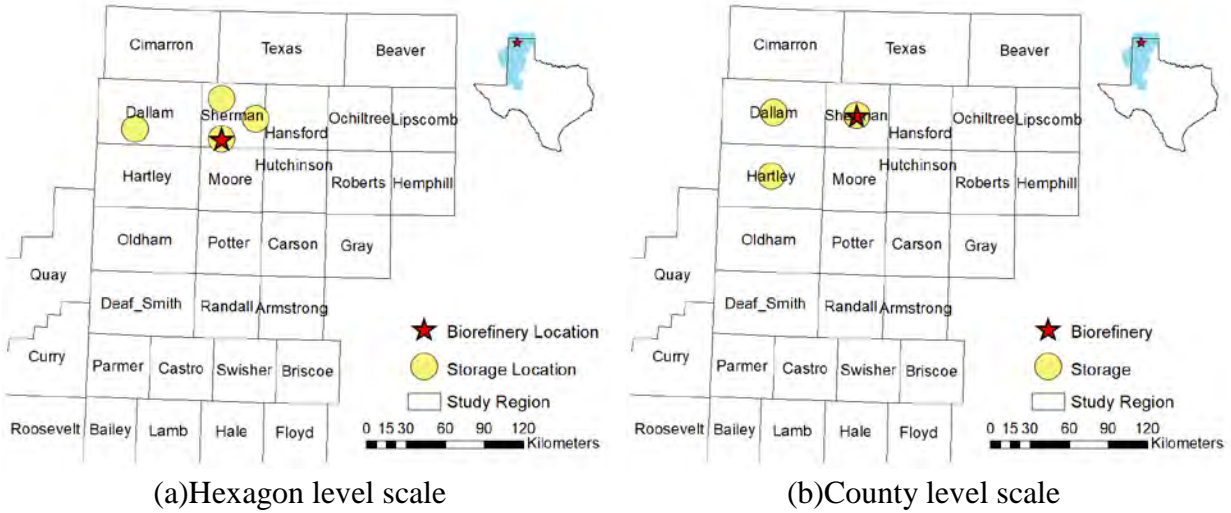 Cimarron Texas Beaver
Dallam Sherman Hansford Ochiltree Lipscomb
Hartley Moore Hutchinson Roberts Hemphill
Oldham Potter Carson Gray
Quay
Deaf_Smith Randall Armstrong
Curry Parmer Castro Swisher Briscoe
Roosevelt Bailey Lamb Hale Floyd
Biorefinery Location
Storage Location
Study Region
0 15 30 60 90 120
Kilometers
(a)Hexagon level scale
Cimarron Texas Beaver
Dallam Sherman Hansford Ochiltree Lipscomb
Hartley Moore Hutchinson Roberts Hemphill
Oldham Potter Carson Gray
Quay
Deaf_Smith Randall Armstrong
Curry Parmer Castro Swisher Briscoe
Roosevelt Bailey Lamb Hale Floyd
Biorefinery
Storage
Study Region
0 15 30 60 90 120
Kilometers
(b)County level scale